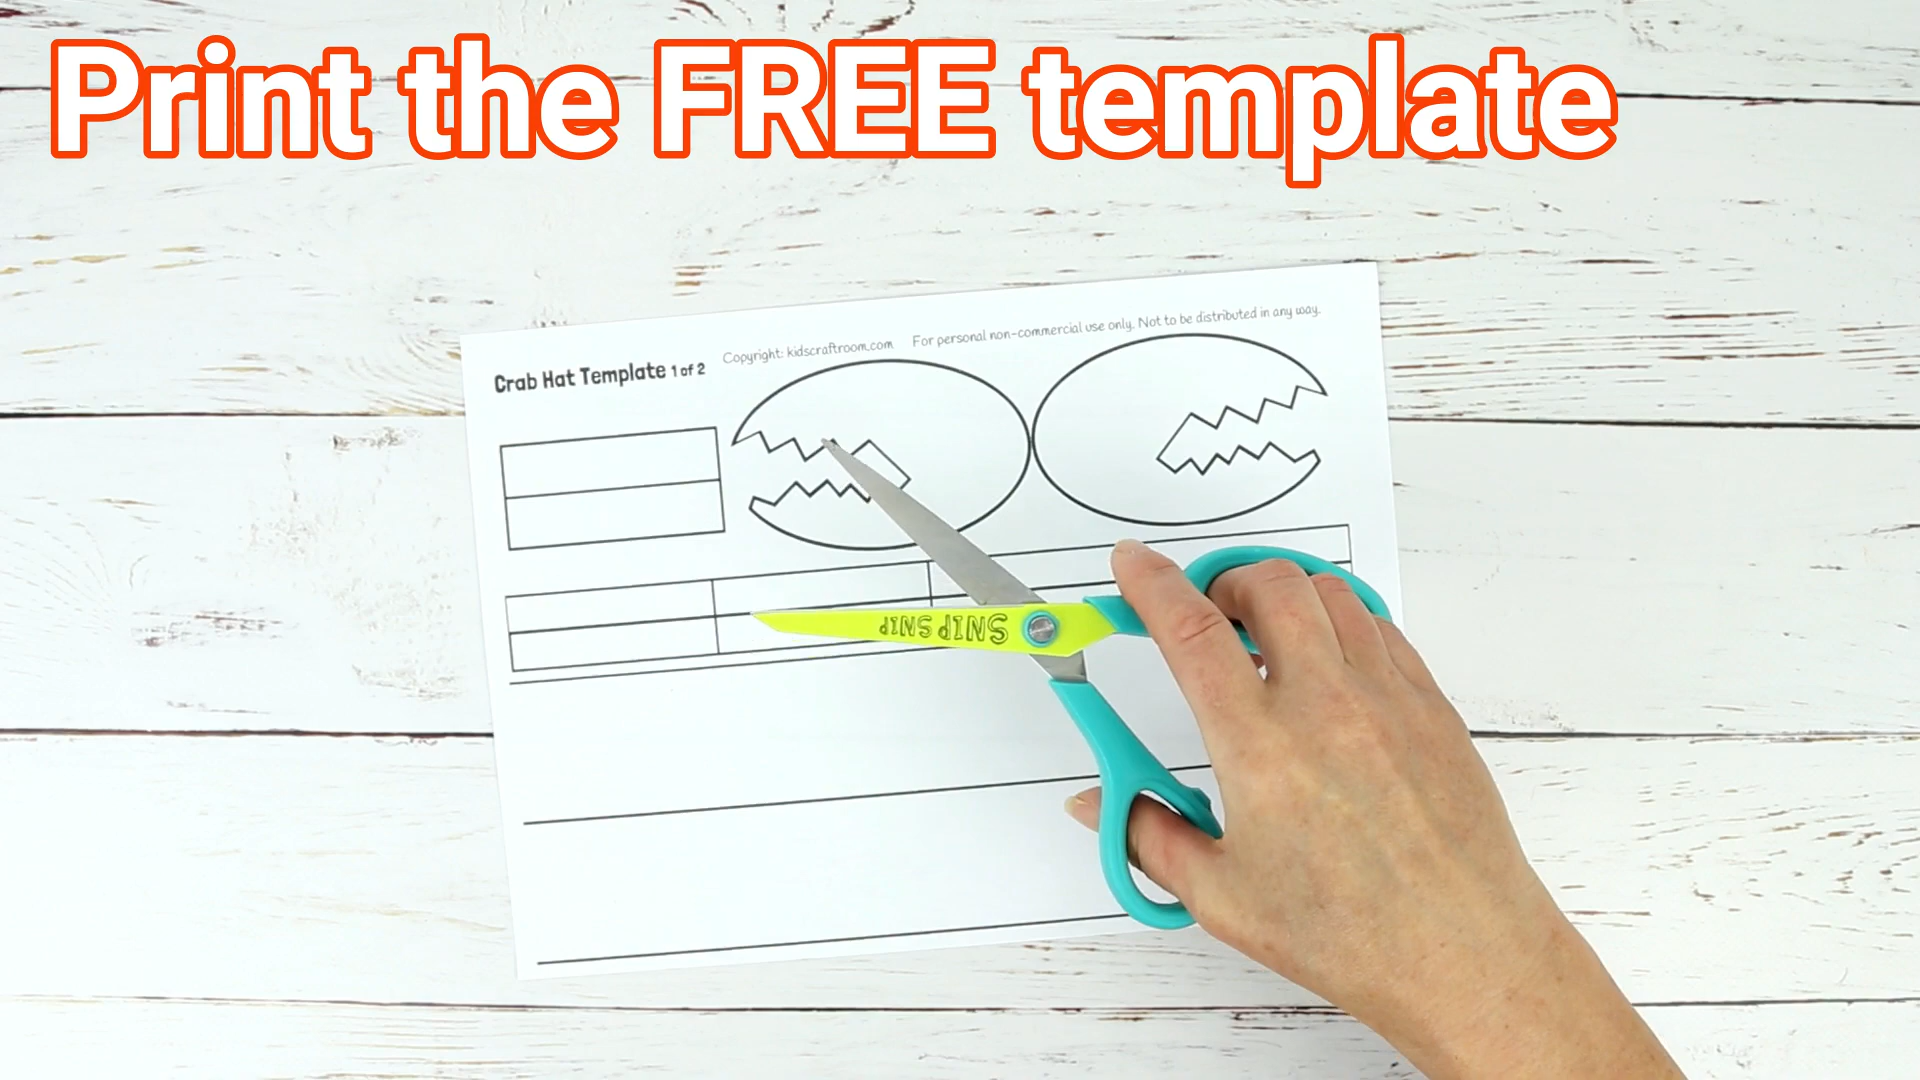 Print the FREE template
Crab Hat Template 1 of 2
Copyright: kidscraftroom.com
For personal non-commercial use only. Not to be distributed in any way.
SNIP SNIP